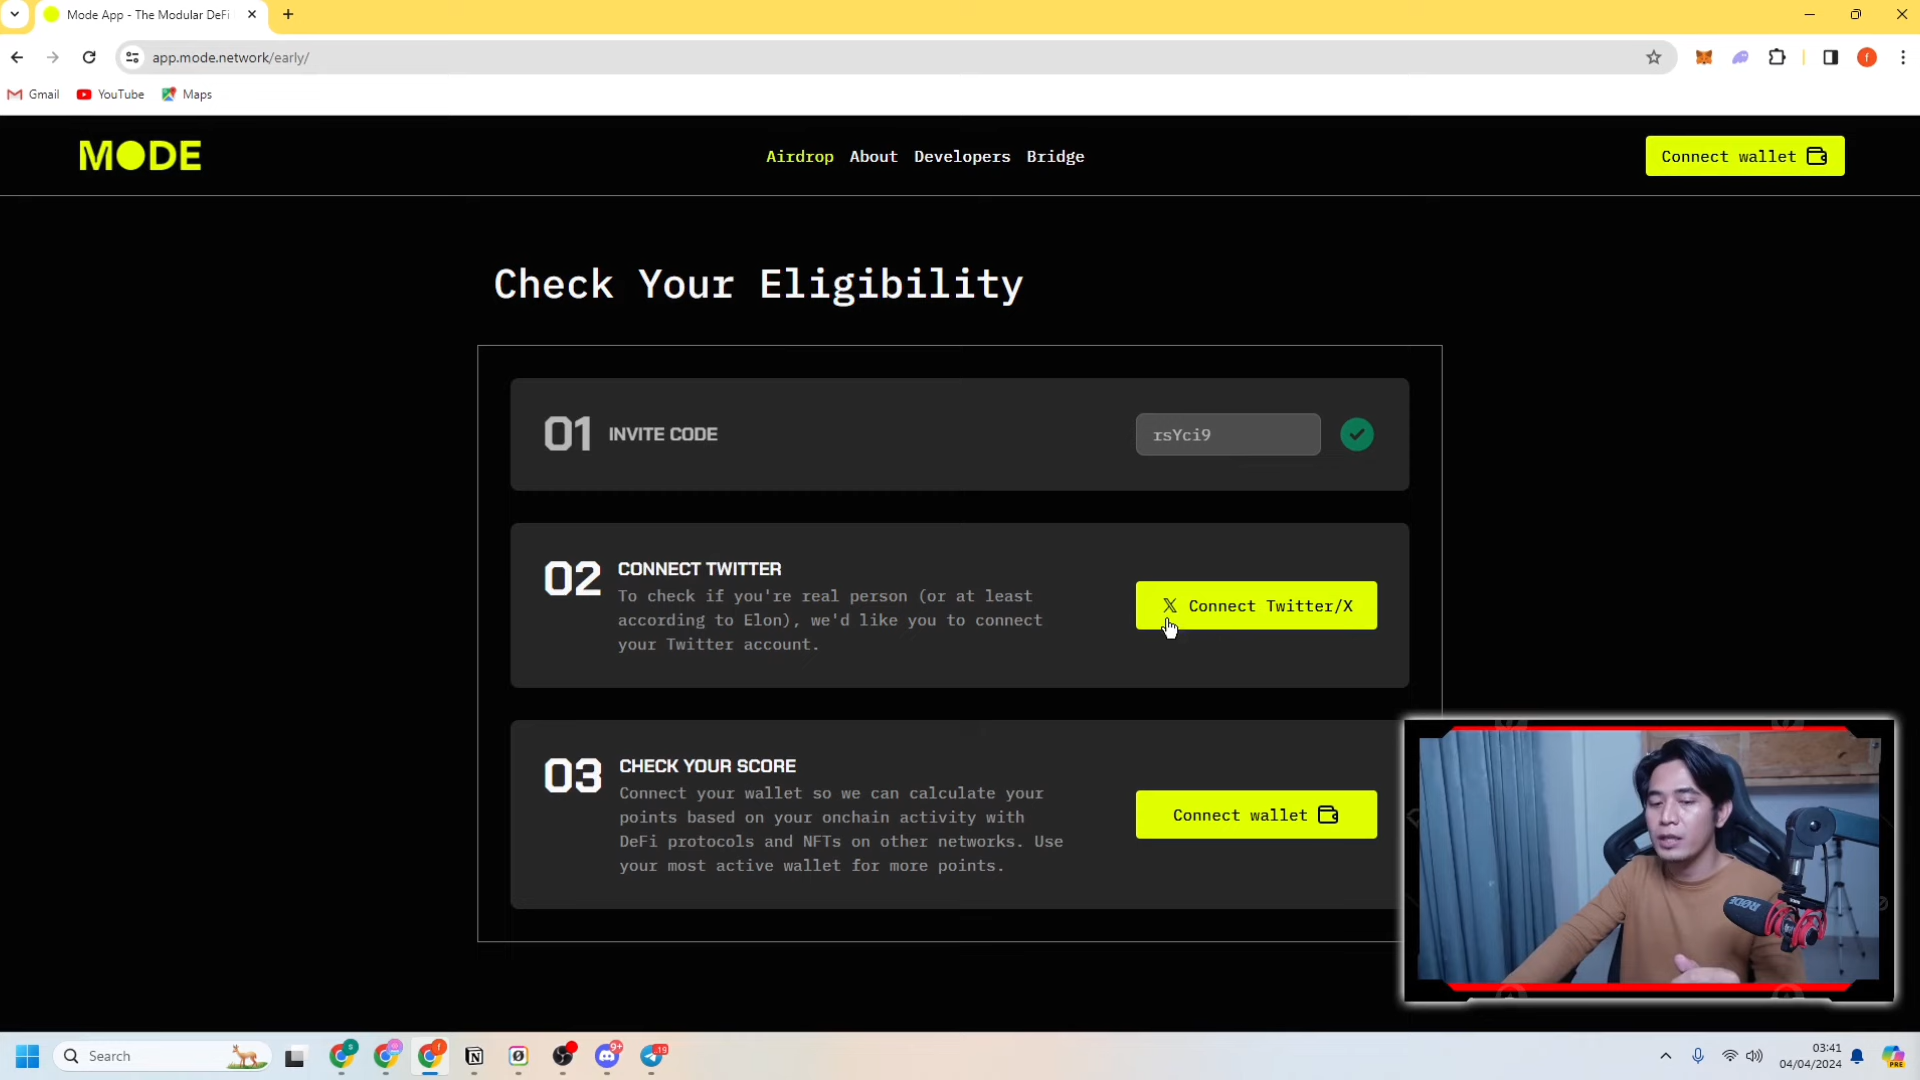 Mode App - The Modular DeFi
app.mode.network/early/
Gmail YouTube Maps
MODE
Airdrop About Developers Bridge
Connect wallet
Check Your Eligibility
01 INVITE CODE
rsYci9
02 CONNECT TWITTER
To check if you're real person (or at least
according to Elon), we'd like you to connect
your Twitter account.
X Connect Twitter/X
03 CHECK YOUR SCORE
Connect your wallet so we can calculate your
points based on your onchain activity with
DeFi protocols and NFTs on other networks. Use
your most active wallet for more points.
Connect wallet
RØDE
Search
9+
19
03:41
04/04/2024
PRE